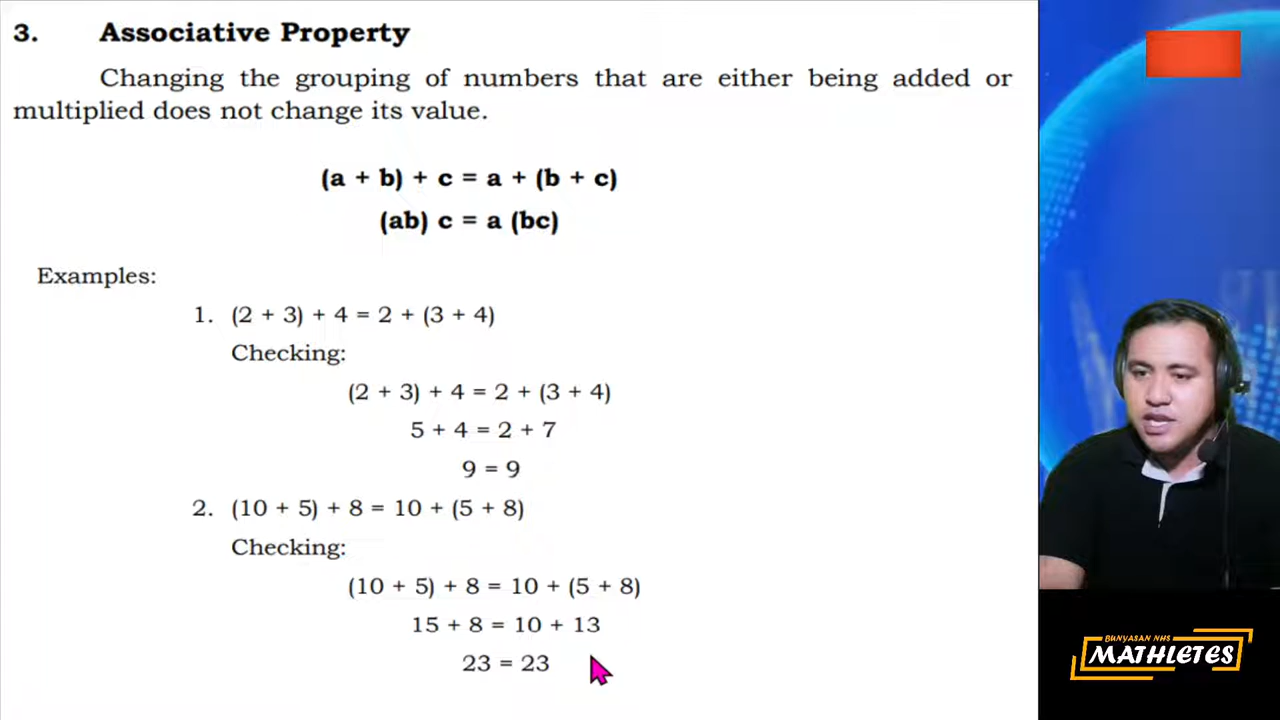 3. Associative Property
Changing the grouping of numbers that are either being added or
multiplied does not change its value.
(a + b) + c = a + (b + c)
(ab) c = a (bc)
Examples:
1. (2 + 3) + 4 = 2 + (3 + 4)
Checking:
(2 + 3) + 4 = 2 + (3 + 4)
5 + 4 = 2 + 7
9 = 9
2. (10 + 5) + 8 = 10 + (5 + 8)
Checking:
(10 + 5) + 8 = 10 + (5 + 8)
15 + 8 = 10 + 13
23 = 23
BUNYASAN NHS
MATHLETES